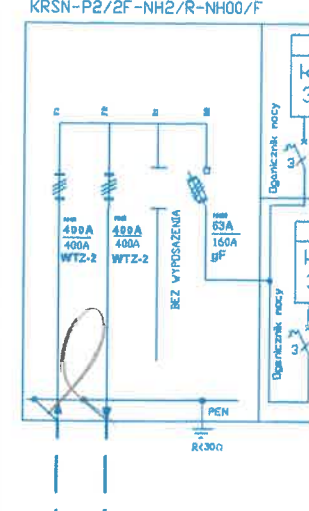 KRSN-P2/2F-NH2/R-NH00/F
400A
400A
WTZ-2
400A
400A
WTZ-2
BEZ WYPOSAŻENIA
63A
160A
gF
Ogranicznik mocy
Ogranicznik mocy
PEN
R<30Ω